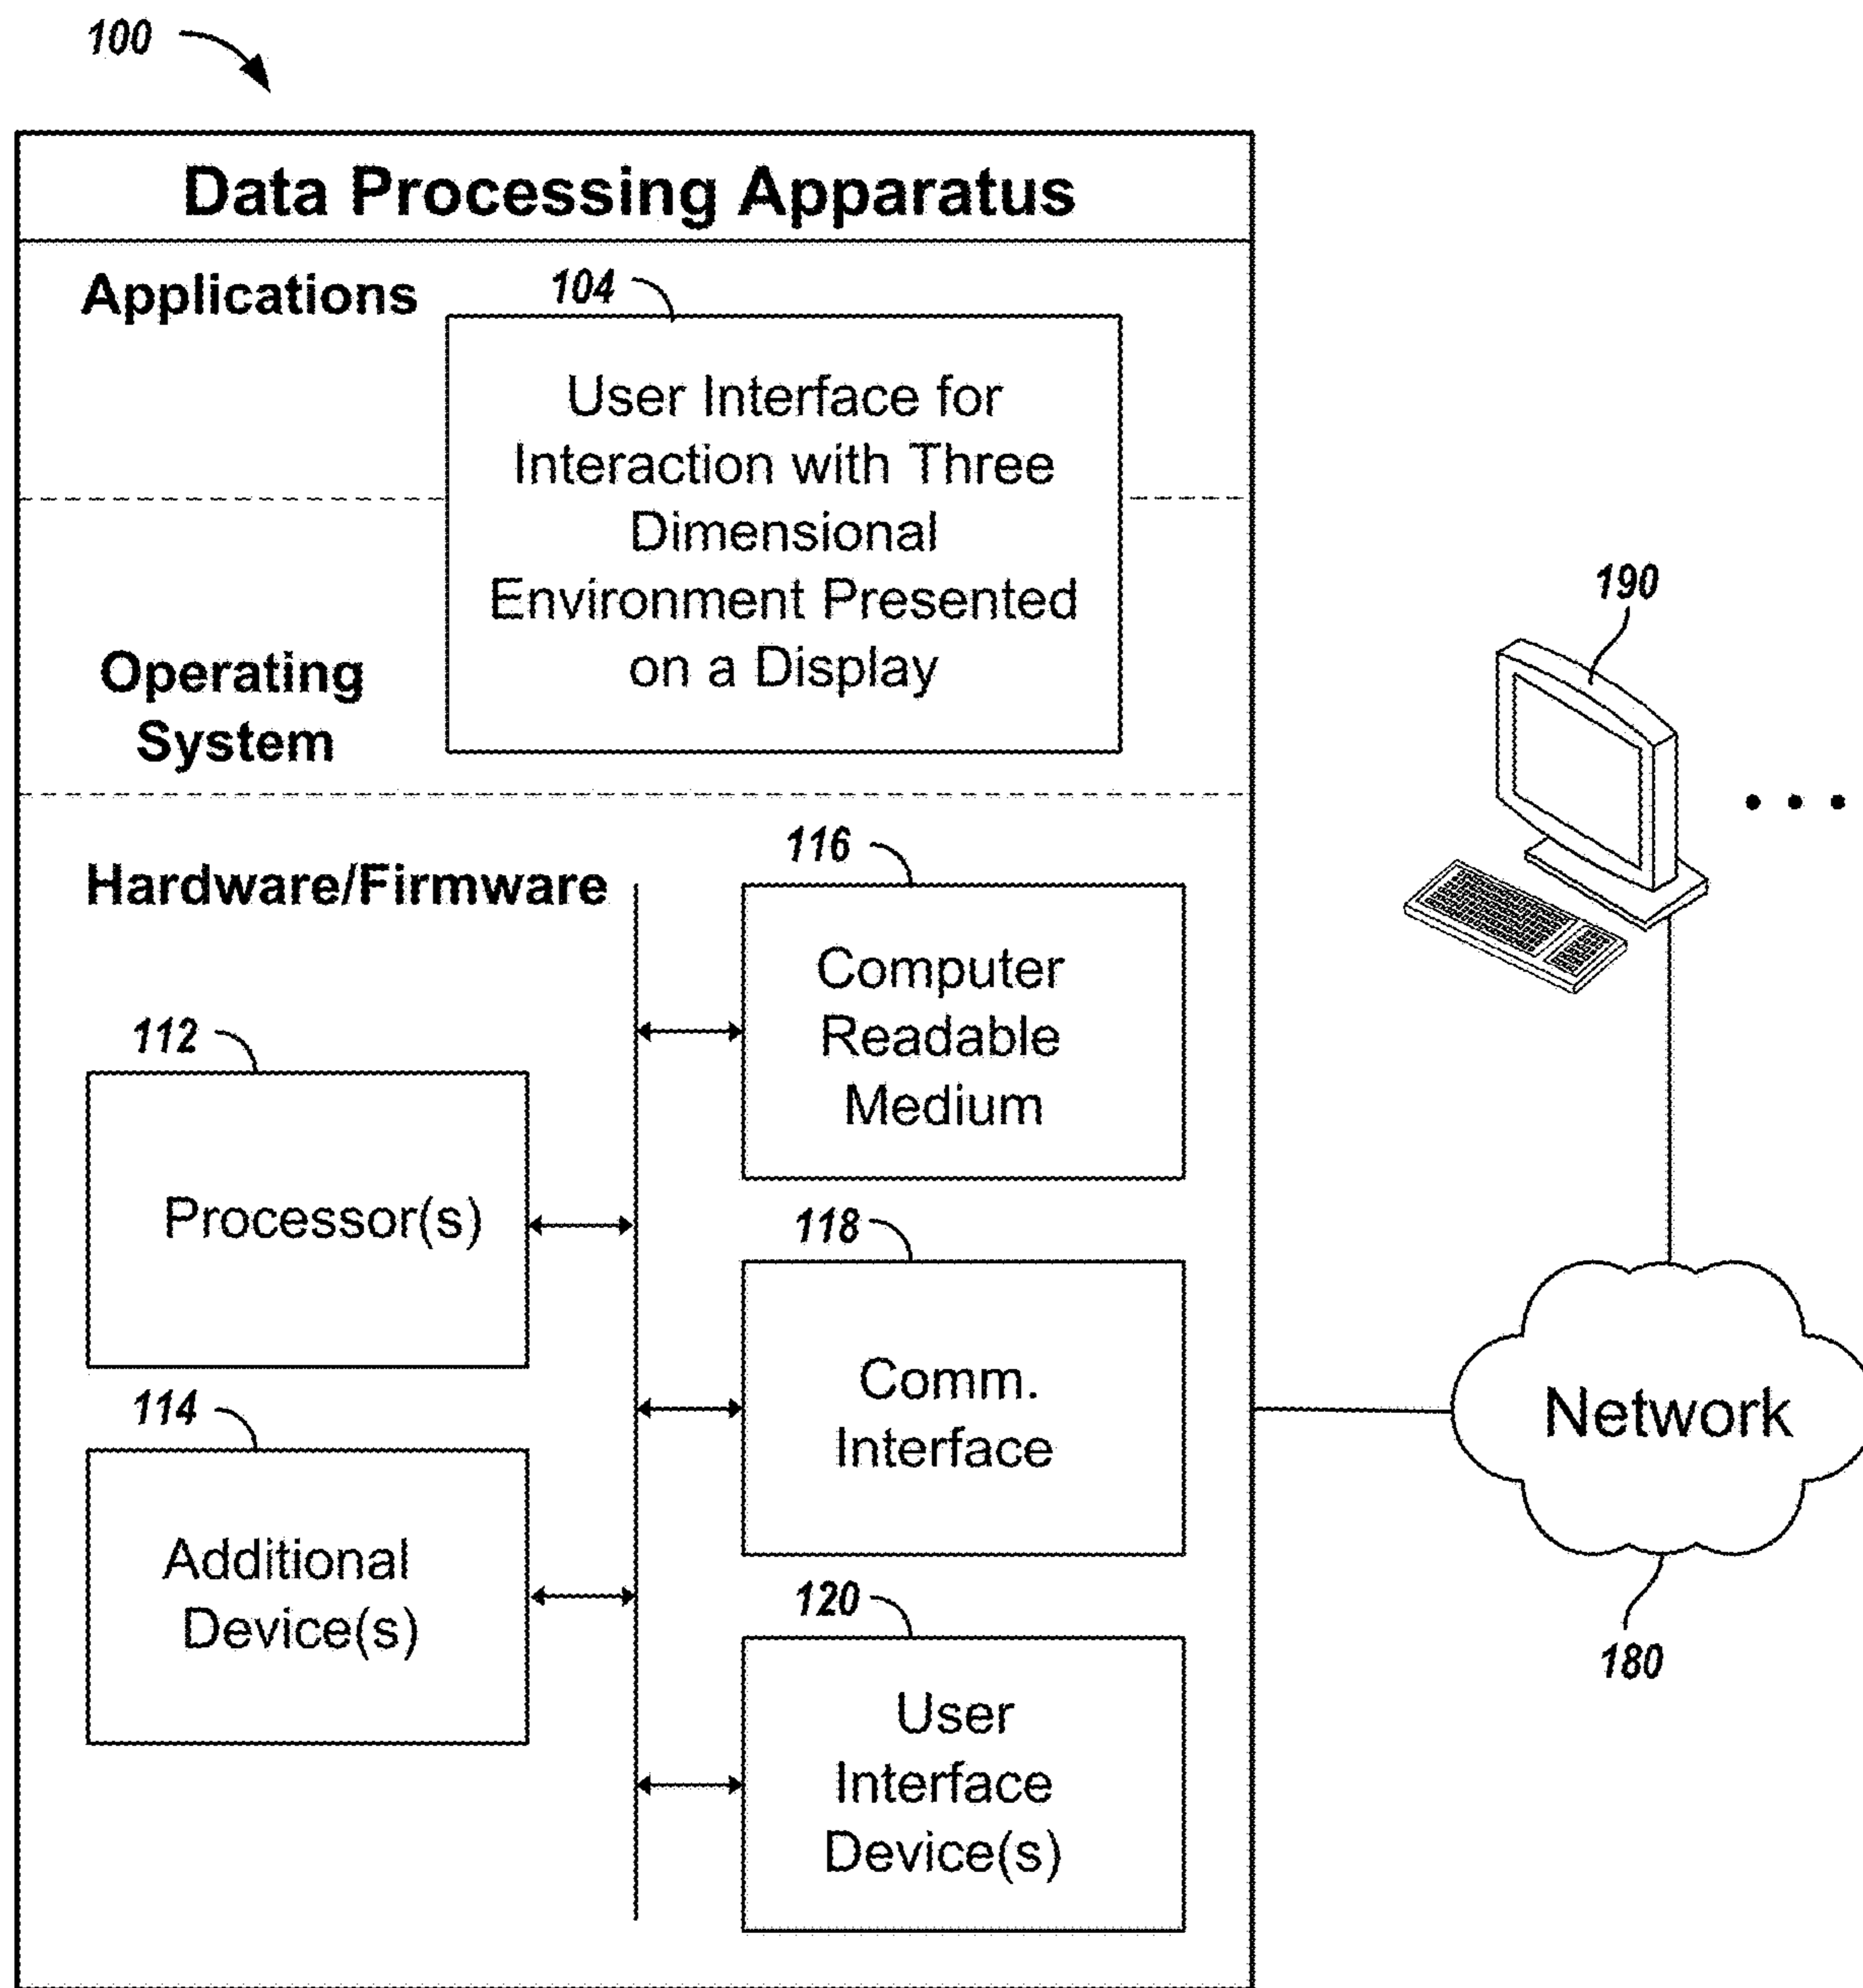 100
Data Processing Apparatus
Applications
104
User Interface for
Interaction with Three
Dimensional
Environment Presented
on a Display
Operating
System
190
Hardware/Firmware
116
Computer
Readable
Medium
112
Processor(s)
118
Comm.
Interface
Network
180
114
Additional
Device(s)
120
User
Interface
Device(s)